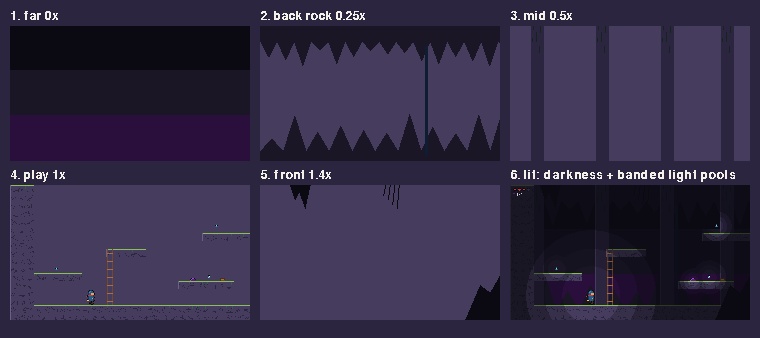 1. far 0x
2. back rock 0.25x
3. mid 0.5x
4. play 1x
5. front 1.4x
6. lit: darkness + banded light pools